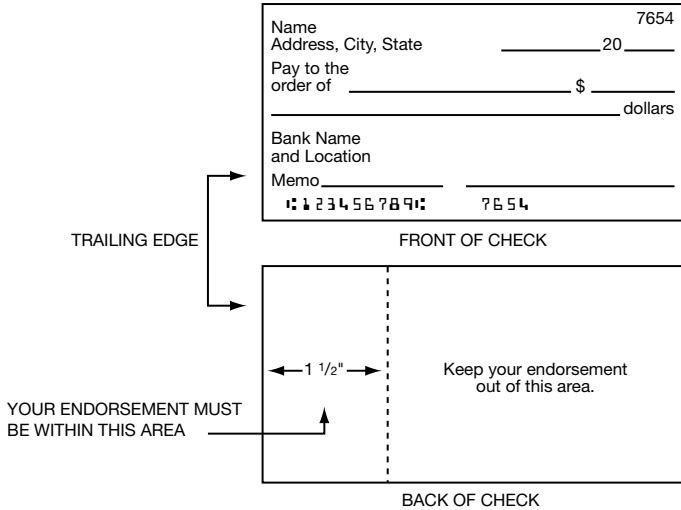 7654
Name
Address, City, State 20
Pay to the
order of $
dollars
Bank Name
and Location
Memo
⑆123456789⑆ 7654
TRAILING EDGE
FRONT OF CHECK
1 1/2"
Keep your endorsement
out of this area.
YOUR ENDORSEMENT MUST
BE WITHIN THIS AREA
BACK OF CHECK